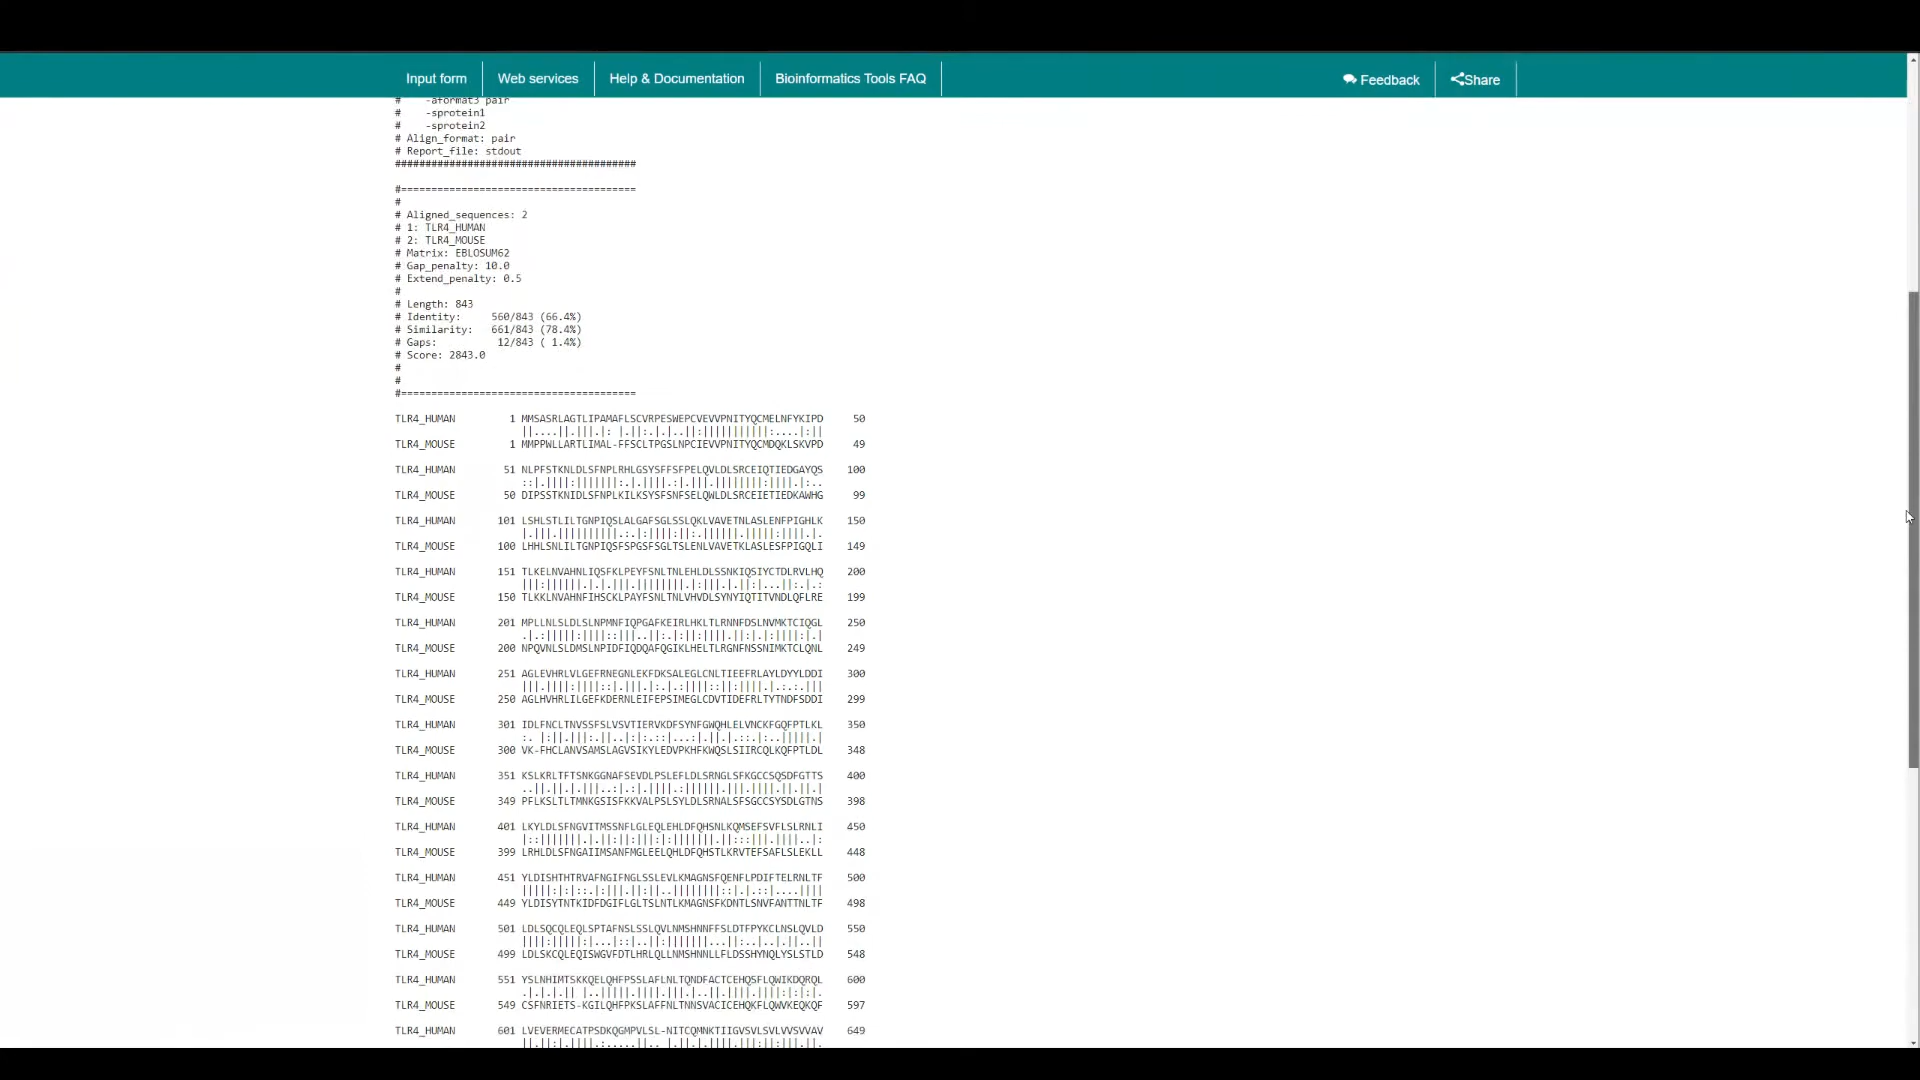 Input form
Web services
Help & Documentation
Bioinformatics Tools FAQ
Feedback
Share
# -aformat3 pair
# -sprotein1
# -sprotein2
# Align_format: pair
# Report_file: stdout
########################################
#=======================================
#
# Aligned_sequences: 2
# 1: TLR4_HUMAN
# 2: TLR4_MOUSE
# Matrix: EBLOSUM62
# Gap_penalty: 10.0
# Extend_penalty: 0.5
#
# Length: 843
# Identity: 560/843 (66.4%)
# Similarity: 661/843 (78.4%)
# Gaps: 12/843 ( 1.4%)
# Score: 2843.0
#
#
#=======================================
TLR4_HUMAN 1 MMSASRLAGTLIPAMAFLSCVRPESWEPCVEVVPNITYQCMELNFYKIPD 50
||....||.|||.|: |.||:.|.|..||:|||||||||||:....|:||
TLR4_MOUSE 1 MMPPWLLARTLIMAL-FFSCLTPGSLNPCIEVVPNITYQCMDQKLSKVPD 49
TLR4_HUMAN 51 NLPFSTKNLDLSFNPLRHLGSYSFFSFPELQVLDLSRCEIQTIEDGAYQS 100
::|.||||:|||||||:.|.||||.:|.|||.||||||||:||||.|:..
TLR4_MOUSE 50 DIPSSTKNIDLSFNPLKILKSYSFSNFSELQWLDLSRCEIETIEDKAWHG 99
TLR4_HUMAN 101 LSHLSTLILTGNPIQSLALGAFSGLSSLQKLVAVETNLASLENFPIGHLK 150
|.|||.||||||||||.:.|:||||:||:.||||||.|||||:||||.|.
TLR4_MOUSE 100 LHHLSNLILTGNPIQSFSPGSFSGLTSLENLVAVETKLASLESFPIGQLI 149
TLR4_HUMAN 151 TLKELNVAHNLIQSFKLPEYFSNLTNLEHLDLSSNKIQSIYCTDLRVLHQ 200
|||:||||||.|.|.|||.||||||||.|:|||.|.||:|...||:.|.:
TLR4_MOUSE 150 TLKKLNVAHNFIHSCKLPAYFSNLTNLVHVDLSYNYIQTITVNDLQFLRE 199
TLR4_HUMAN 201 MPLLNLSLDLSLNPMNFIQPGAFKEIRLHKLTLRNNFDSLNVMKTCIQGL 250
.|.:|||||:||||::|||..||:.|:||:||||.||:|.|:||||:|.|
TLR4_MOUSE 200 NPQVNLSLDMSLNPIDFIQDQAFQGIKLHELTLRGNFNSSNIMKTCLQNL 249
TLR4_HUMAN 251 AGLEVHRLVLGEFRNEGNLEKFDKSALEGLCNLTIEEFRLAYLDYYLDDI 300
|||.||||:||||::|.|||.|:.|.:||||::||:||||.|.:.:.|||
TLR4_MOUSE 250 AGLHVHRLILGEFKDERNLEIFEPSIMEGLCDVTIDEFRLTYTNDFSDDI 299
TLR4_HUMAN 301 IDLFNCLTNVSSFSLVSVTIERVKDFSYNFGWQHLELVNCKFGQFPTLKL 350
:. |:||.|||:.||..|:|:.::|...:|.||.|.::.|:..|||||.|
TLR4_MOUSE 300 VK-FHCLANVSAMSLAGVSIKYLEDVPKHFKWQSLSIIRCQLKQFPTLDL 348
TLR4_HUMAN 351 KSLKRLTFTSNKGGNAFSEVDLPSLEFLDLSRNGLSFKGCCSQSDFGTTS 400
..||.||.|.|||..:|.:|.||||.:||||||.|||.||||.||.||.|
TLR4_MOUSE 349 PFLKSLTLTMNKGSISFKKVALPSLSYLDLSRNALSFSGCCSYSDLGTNS 398
TLR4_HUMAN 401 LKYLDLSFNGVITMSSNFLGLEQLEHLDFQHSNLKQMSEFSVFLSLRNLI 450
|::|||||||.|.||:||:|||:|:|||||||.||:::|||.||||..|:
TLR4_MOUSE 399 LRHLDLSFNGAIIMSANFMGLEELQHLDFQHSTLKRVTEFSAFLSLEKLL 448
TLR4_HUMAN 451 YLDISHTHTRVAFNGIFNGLSSLEVLKMAGNSFQENFLPDIFTELRNLTF 500
|||||:|:|::.|:|||.||:||..||||||||::|.|.::|....||||
TLR4_MOUSE 449 YLDISYTNTKIDFDGIFLGLTSLNTLKMAGNSFKDNTLSNVFANTTNLTF 498
TLR4_HUMAN 501 LDLSQCQLEQLSPTAFNSLSSLQVLNMSHNNFFSLDTFPYKCLNSLQVLD 550
||||:|||||:|...|::|..||:|||||||...||:..|..|.||..||
TLR4_MOUSE 499 LDLSKCQLEQISWGVFDTLHRLQLLNMSHNNLLFLDSSHYNQLYSLSTLD 548
TLR4_HUMAN 551 YSLNHIMTSKKQELQHFPSSLAFLNLTQNDFACTCEHQSFLQWIKDQRQL 600
.|.|.|.|| |..|||||.||||.|||.|..||.||||.||||:|:|:|.
TLR4_MOUSE 549 CSFNRIETS-KGILQHFPKSLAFFNLTNNSVACICEHQKFLQWVKEQKQF 597
TLR4_HUMAN 601 LVEVERMECATPSDKQGMPVLSL-NITCQMNKTIIGVSVLSVLVVSVVAV 649
||.||:|.||||.:.....||.. |.||.|.||||:|||::|||.||.